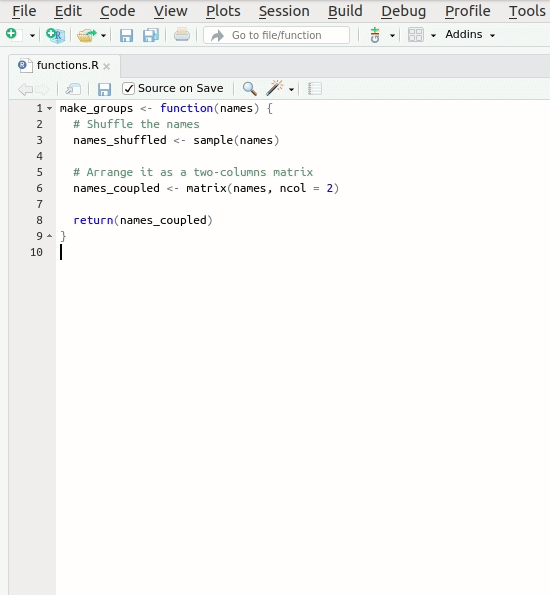 File Edit Code View Plots Session Build Debug Profile Tools
Go to file/function Addins
functions.R
Source on Save
1 make_groups <- function(names) {
2 # Shuffle the names
3 names_shuffled <- sample(names)
4
5 # Arrange it as a two-columns matrix
6 names_coupled <- matrix(names, ncol = 2)
7
8 return(names_coupled)
9 }
10